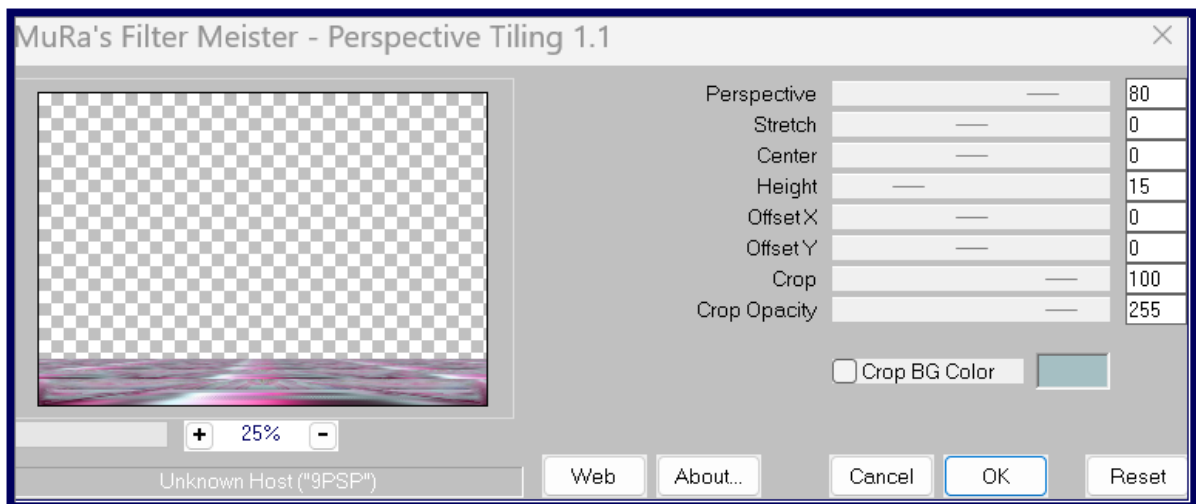 MuRa's Filter Meister - Perspective Tiling 1.1
Perspective 80
Stretch 0
Center 0
Height 15
Offset X 0
Offset Y 0
Crop 100
Crop Opacity 255
Crop BG Color
+ 25% -
Unknown Host ("9PSP")
Web About... Cancel OK Reset